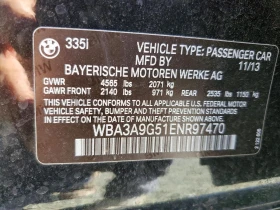 335I
VEHICLE TYPE: PASSENGER CAR
MFD BY 11/13
BAYERISCHE MOTOREN WERKE AG
GVWR 4565 lbs 2071 kg
GAWR FRONT 2140 lbs 971 kg REAR 2535 lbs 1150 kg
THIS VEHICLE CONFORMS TO ALL APPLICABLE U.S.
FEDERAL MOTOR VEHICLE SAFETY, BUMPER, AND
THEFT PREVENTION STANDARDS IN EFFECT ON THE
DATE OF MANUFACTURE SHOWN ABOVE.
WBA3A9G51ENR97470